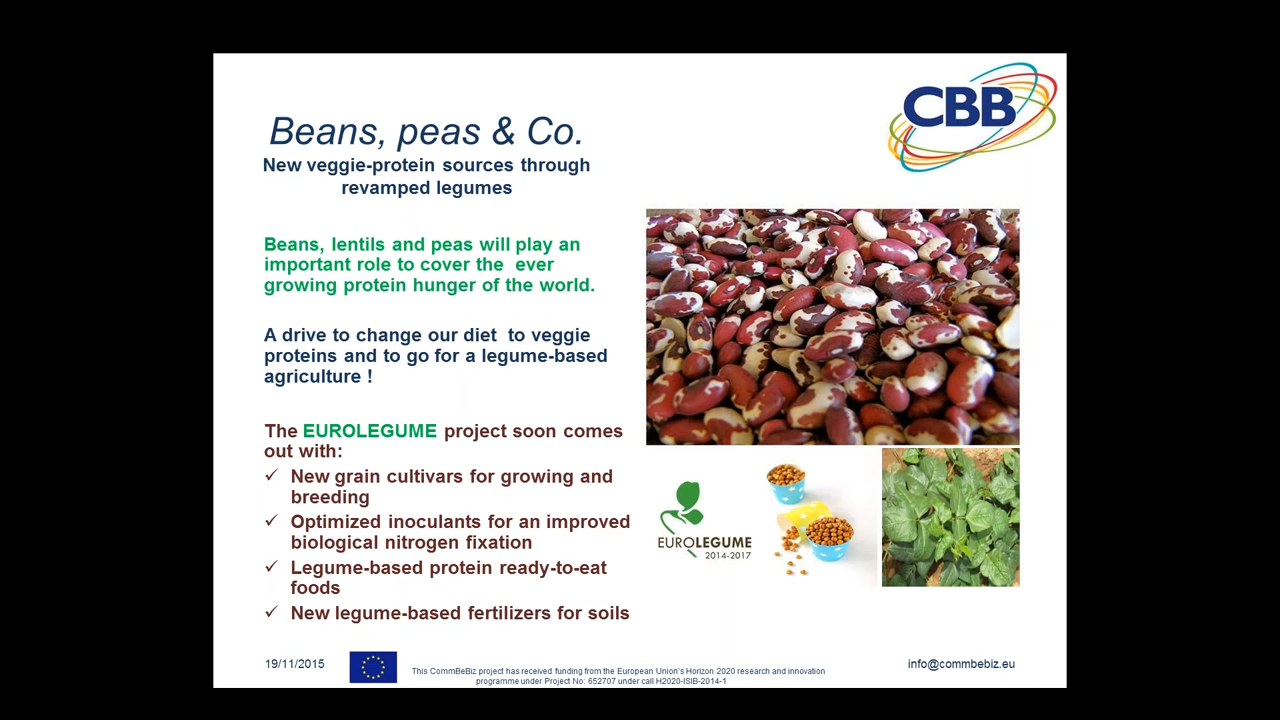 CBB
Beans, peas & Co.
New veggie-protein sources through
revamped legumes
Beans, lentils and peas will play an
important role to cover the  ever
growing protein hunger of the world.
A drive to change our diet  to veggie
proteins and to go for a legume-based
agriculture !
The EUROLEGUME project soon comes
out with:
✓ New grain cultivars for growing and
breeding
✓ Optimized inoculants for an improved
biological nitrogen fixation
✓ Legume-based protein ready-to-eat
foods
✓ New legume-based fertilizers for soils
EUROLEGUME
2014-2017
19/11/2015
This CommBeBiz project has received funding from the European Union's Horizon 2020 research and innovation
programme under Project No: 652707 under call H2020-ISIB-2014-1
info@commbebiz.eu